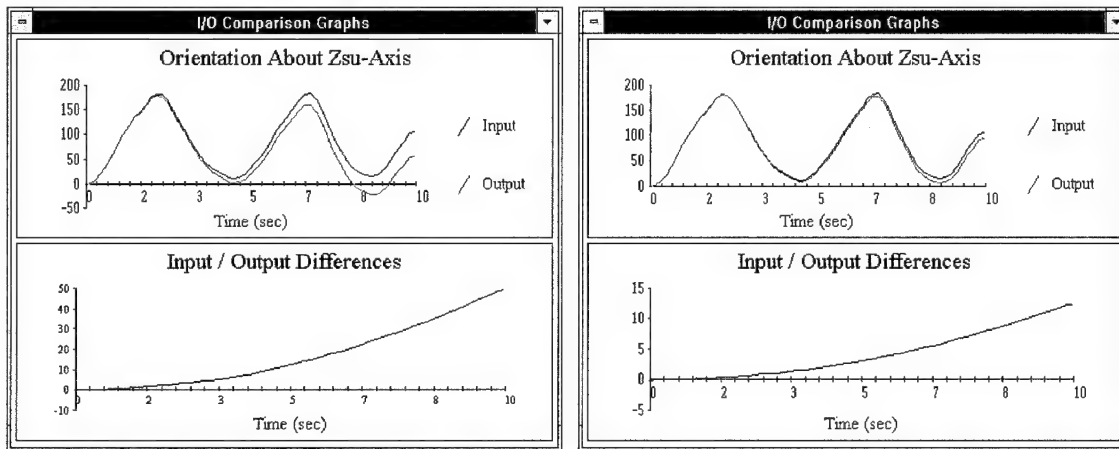 I/O Comparison Graphs
Orientation About Zsu-Axis
200
150
100
50
0
-50
0 2 3 5 7 8 10
Time (sec)
Input
Output
Input / Output Differences
50
40
30
20
10
0
-10
0 2 3 5 7 8 10
Time (sec)
I/O Comparison Graphs
Orientation About Zsu-Axis
200
150
100
50
0
0 2 3 5 7 8 10
Time (sec)
Input
Output
Input / Output Differences
15
10
5
0
-5
0 2 3 5 7 8 10
Time (sec)